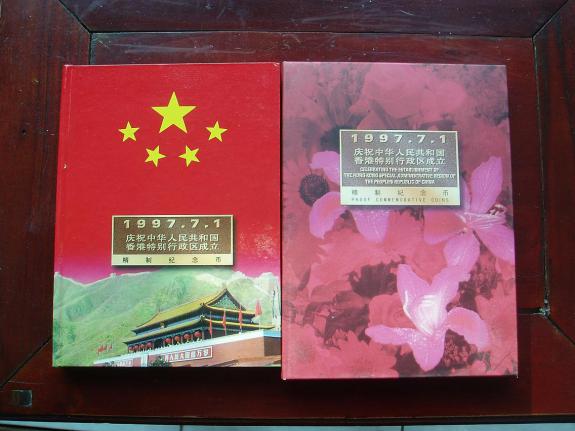 1997.7.1
庆祝中华人民共和国
香港特别行政区成立
精制纪念币
1997.7.1
庆祝中华人民共和国
香港特别行政区成立
CELEBRATING THE ESTABLISHMENT OF
THE HONG KONG SPECIAL ADMINISTRATIVE REGION OF
THE PEOPLE'S REPUBLIC OF CHINA
精制纪念币
PROOF COMMEMORATIVE COINS